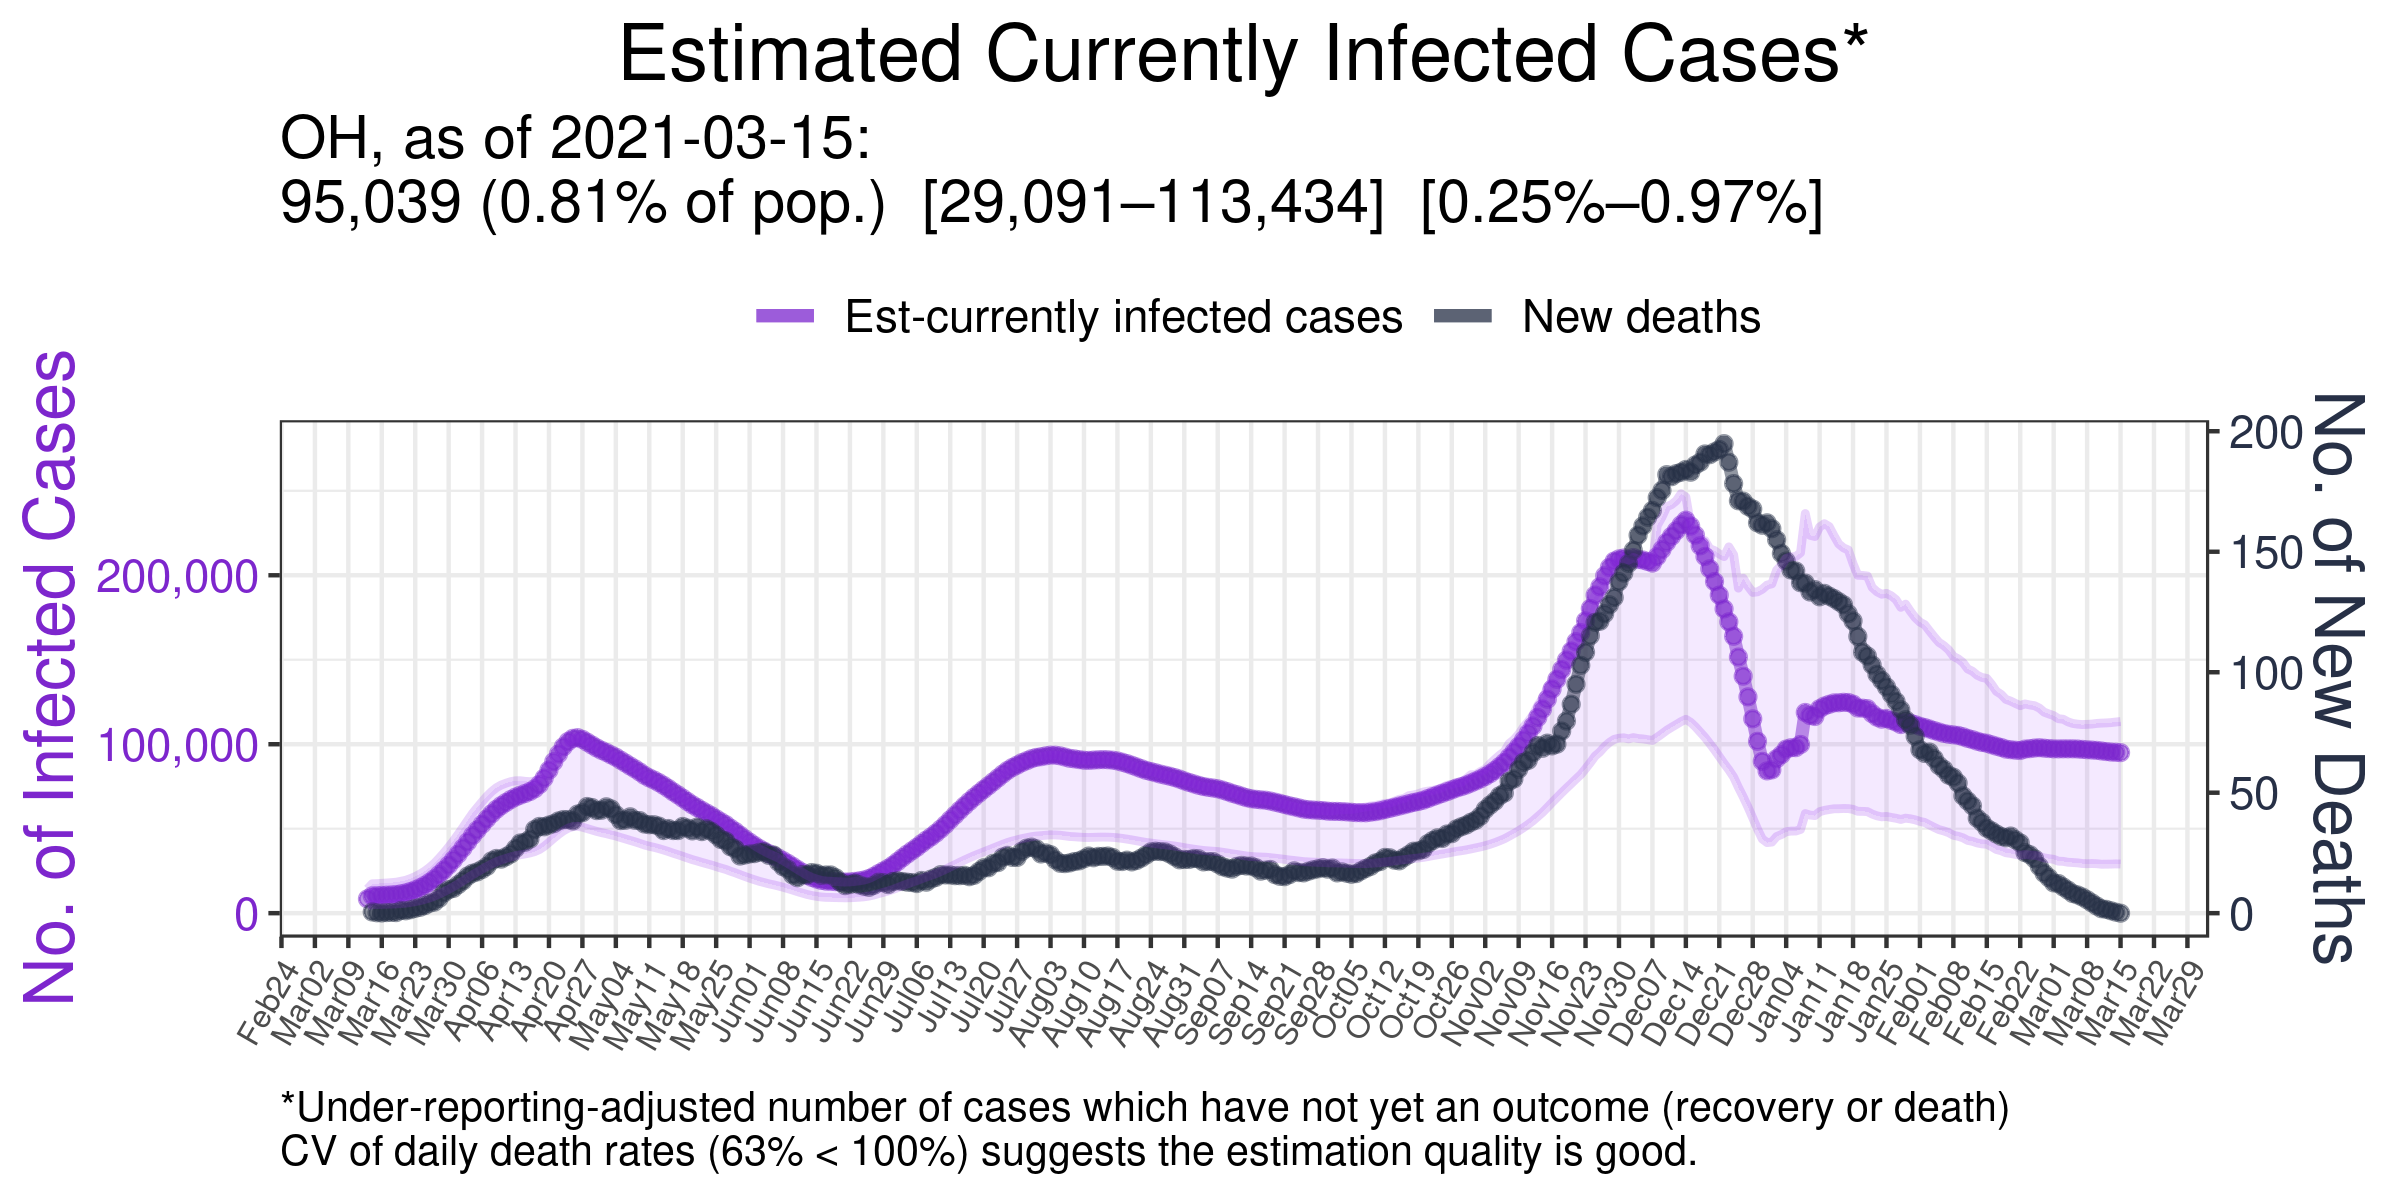 Estimated Currently Infected Cases*
OH, as of 2021-03-15:
95,039 (0.81% of pop.) [29,091–113,434] [0.25%–0.97%]
Est-currently infected cases New deaths
No. of Infected Cases
200,000
100,000
0
200
150
100
50
0
No. of New Deaths
Feb24 Mar02 Mar09 Mar16 Mar23 Mar30 Apr06 Apr13 Apr20 Apr27 May04 May11 May18 May25 Jun01 Jun08 Jun15 Jun22 Jun29 Jul06 Jul13 Jul20 Jul27 Aug03 Aug10 Aug17 Aug24 Aug31 Sep07 Sep14 Sep21 Sep28 Oct05 Oct12 Oct19 Oct26 Nov02 Nov09 Nov16 Nov23 Nov30 Dec07 Dec14 Dec21 Dec28 Jan04 Jan11 Jan18 Jan25 Feb01 Feb08 Feb15 Feb22 Mar01 Mar08 Mar15 Mar22 Mar29
*Under-reporting-adjusted number of cases which have not yet an outcome (recovery or death)
CV of daily death rates (63% < 100%) suggests the estimation quality is good.